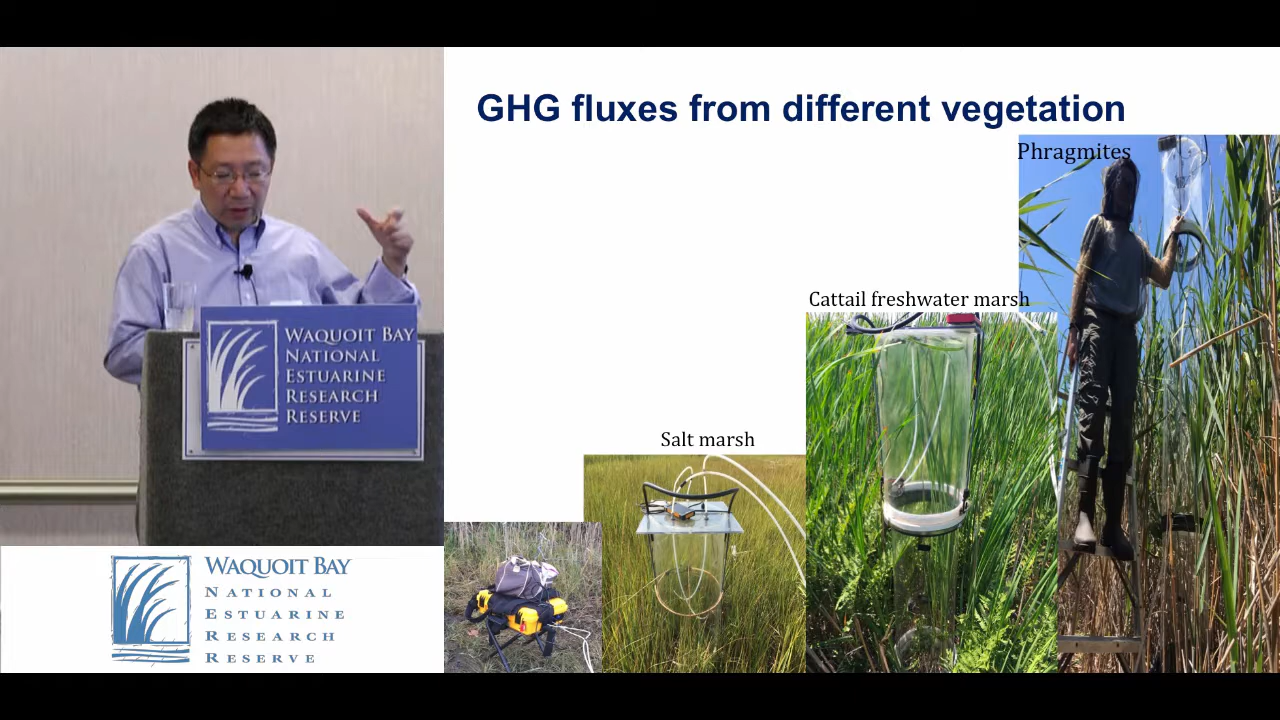 GHG fluxes from different vegetation
Phragmites
Cattail freshwater marsh
Salt marsh
WAQUOIT BAY
NATIONAL
ESTUARINE
RESEARCH
RESERVE
WAQUOIT BAY
NATIONAL
ESTUARINE
RESEARCH
RESERVE